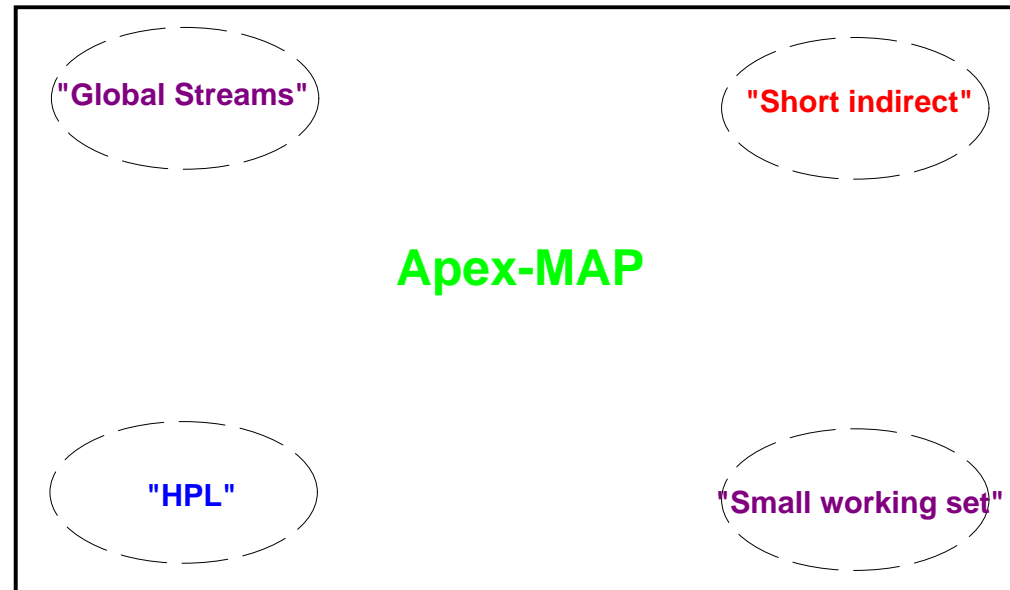 "Global Streams"
"Short indirect"
Apex-MAP
"HPL"
"Small working set"